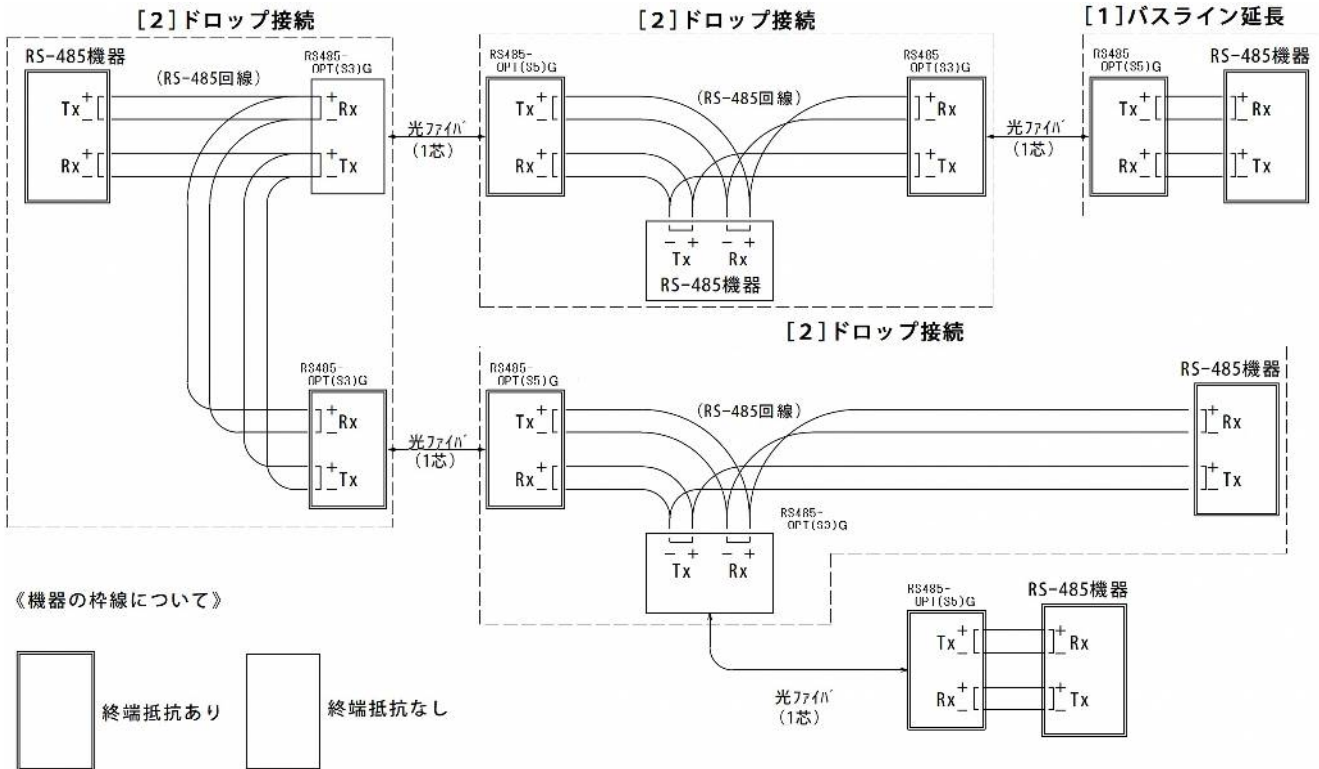 [2]ドロップ接続
RS-485機器
RS485-
OPT(S3)G
(RS-485回線)
Tx + −
+ − Rx
Rx + −
+ − Tx
光ファイバ
(1芯)
RS485-
OPT(S3)G
+ − Rx
+ − Tx
光ファイバ
(1芯)
[2]ドロップ接続
RS485-
OPT(S5)G
(RS-485回線)
RS485
OPT(S3)G
Tx + −
+ − Rx
Rx + −
+ − Tx
− + − +
Tx Rx
RS-485機器
光ファイバ
(1芯)
[1]バスライン延長
RS485
OPT(S5)G
RS-485機器
Tx + −
+ − Rx
Rx + −
+ − Tx
[2]ドロップ接続
RS485-
OPT(S5)G
(RS-485回線)
RS-485機器
Tx + −
+ − Rx
Rx + −
+ − Tx
RS485-
OPT(S3)G
− + − +
Tx Rx
光ファイバ
(1芯)
RS485-
OPT(S5)G
RS-485機器
Tx + −
+ − Rx
Rx + −
+ − Tx
《機器の枠線について》
終端抵抗あり
終端抵抗なし